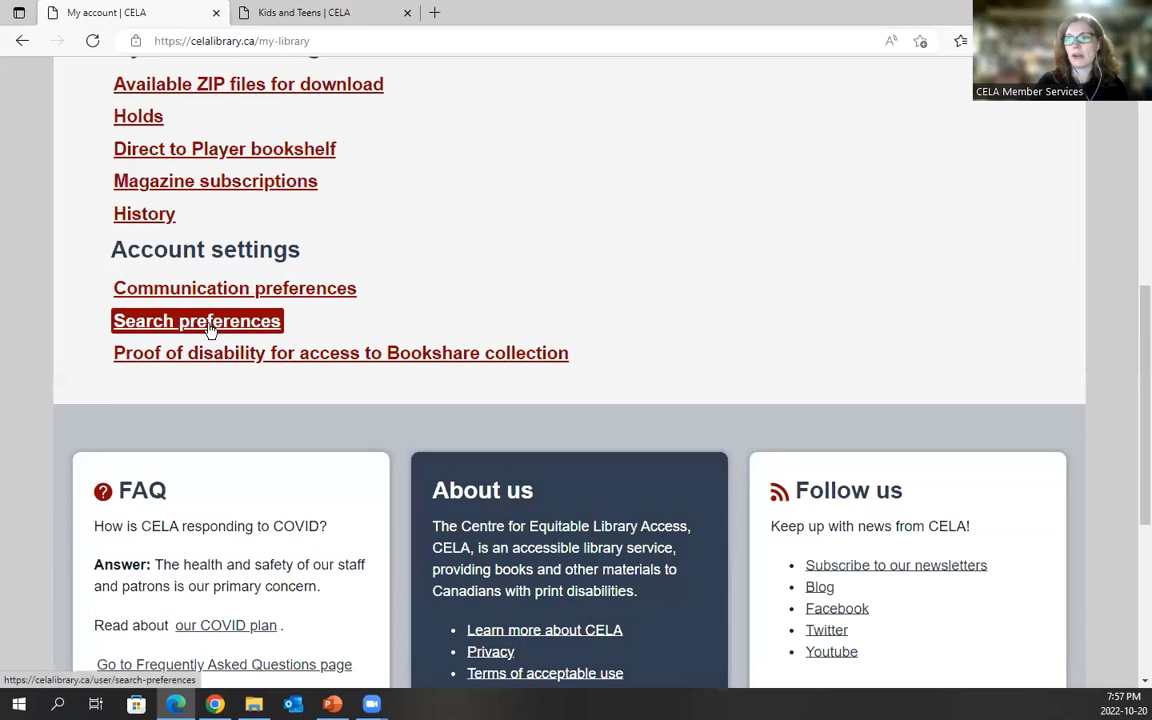 My account | CELA
Kids and Teens | CELA
https://celalibrary.ca/my-library
CELA Member Services
Available ZIP files for download
Holds
Direct to Player bookshelf
Magazine subscriptions
History
Account settings
Communication preferences
Search preferences
Proof of disability for access to Bookshare collection
FAQ
How is CELA responding to COVID?
Answer: The health and safety of our staff
and patrons is our primary concern.
Read about our COVID plan .
Go to Frequently Asked Questions page
About us
The Centre for Equitable Library Access,
CELA, is an accessible library service,
providing books and other materials to
Canadians with print disabilities.
• Learn more about CELA
• Privacy
• Terms of acceptable use
Follow us
Keep up with news from CELA!
• Subscribe to our newsletters
• Blog
• Facebook
• Twitter
• Youtube
https://celalibrary.ca/user/search-preferences
7:57 PM
2022-10-20